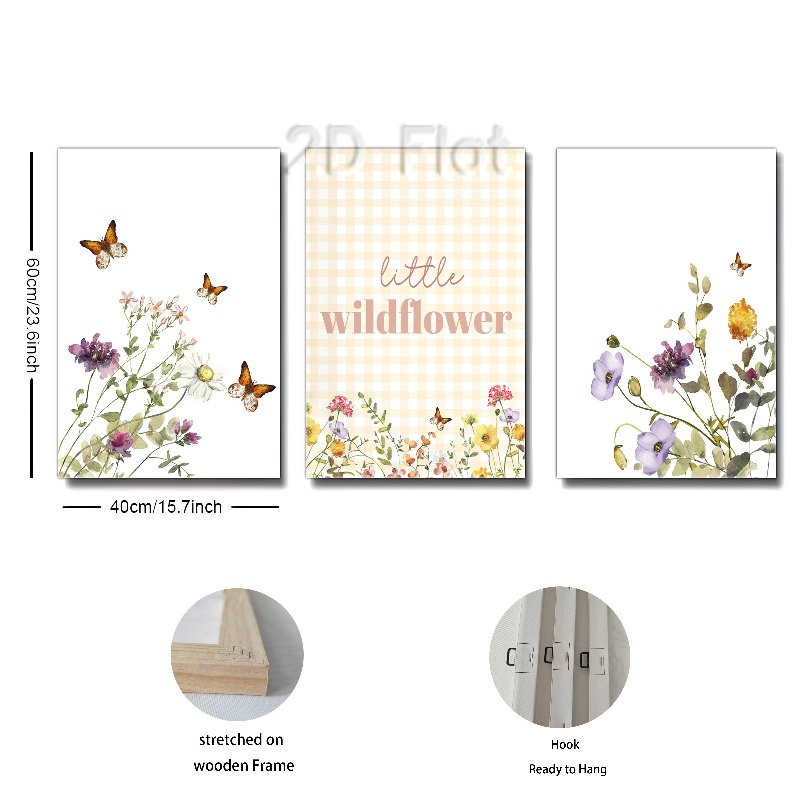 2D Flat
60cm/23.6inch
little
wildflower
40cm/15.7inch
stretched on
wooden Frame
Hook
Ready to Hang